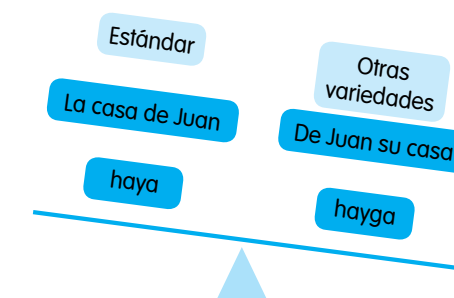 Estándar
La casa de Juan
haya
Otras
variedades
De Juan su casa
hayga